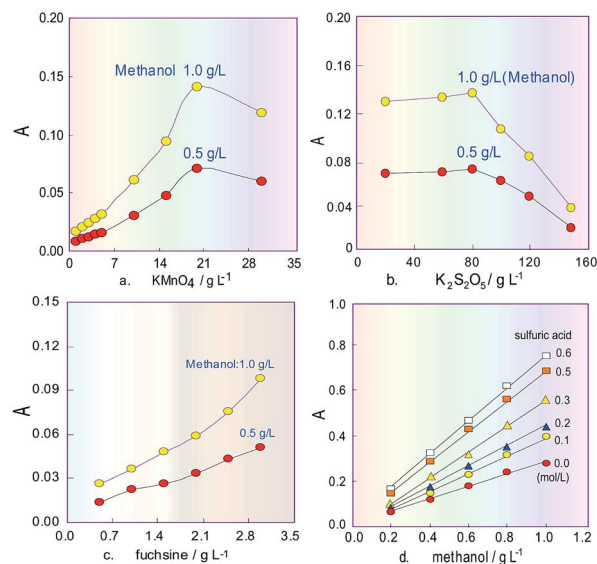 0.20
0.15
0.10
0.05
0.00
A
Methanol 1.0 g/L
0.5 g/L
0 7 14 21 28 35
a. KMnO4 / g L-1
0.20
0.16
0.12
0.08
0.04
0
A
1.0 g/L(Methanol)
0.5 g/L
0 40 80 120 160
b. K2S2O5/ g L-1
0.15
0.12
0.09
0.06
0.03
0.00
A
Methanol:1.0 g/L
0.5 g/L
0.0 0.7 1.4 2.1 2.8 3.5
c. fuchsine / g L-1
1.0
0.8
0.6
0.4
0.2
0.0
A
sulfuric acid
0.6
0.5
0.3
0.2
0.1
0.0
(mol/L)
0.0 0.2 0.4 0.6 0.8 1.0 1.2
d. methanol / g L-1